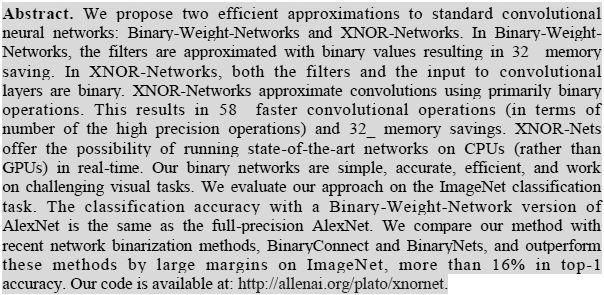 Abstract. We propose two efficient approximations to standard convolutional
neural networks: Binary-Weight-Networks and XNOR-Networks. In Binary-Weight-
Networks, the filters are approximated with binary values resulting in 32 memory
saving. In XNOR-Networks, both the filters and the input to convolutional
layers are binary. XNOR-Networks approximate convolutions using primarily binary
operations. This results in 58 faster convolutional operations (in terms of
number of the high precision operations) and 32_ memory savings. XNOR-Nets
offer the possibility of running state-of-the-art networks on CPUs (rather than
GPUs) in real-time. Our binary networks are simple, accurate, efficient, and work
on challenging visual tasks. We evaluate our approach on the ImageNet classification
task. The classification accuracy with a Binary-Weight-Network version of
AlexNet is the same as the full-precision AlexNet. We compare our method with
recent network binarization methods, BinaryConnect and BinaryNets, and outperform
these methods by large margins on ImageNet, more than 16% in top-1
accuracy. Our code is available at: http://allenai.org/plato/xnornet.